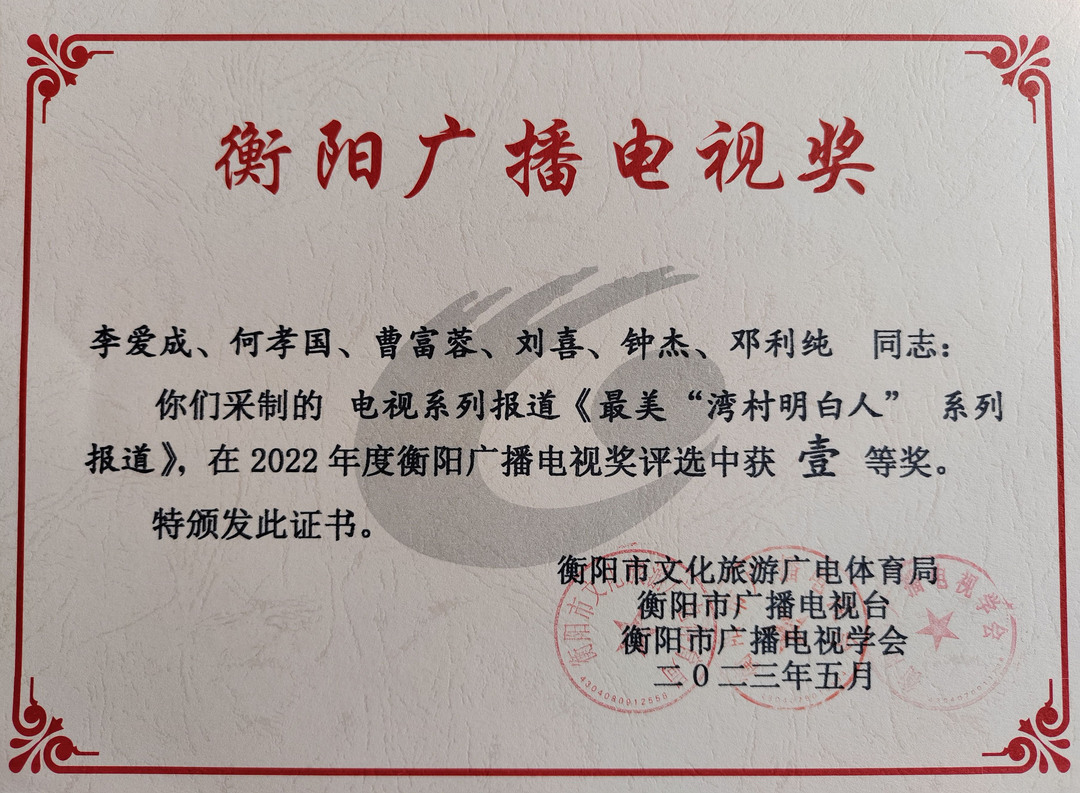 衡阳广播电视奖
李爱成、何孝国、曹富蓉、刘喜、钟杰、邓利纯 同志：
你们采制的 电视系列报道《最美“湾村明白人” 系列
报道》，在2022年度衡阳广播电视奖评选中获 壹 等奖。
特颁发此证书。
衡阳市文化旅游广电体育局
衡阳市广播电视台
衡阳市广播电视学会
二0二三年五月
4304080012550